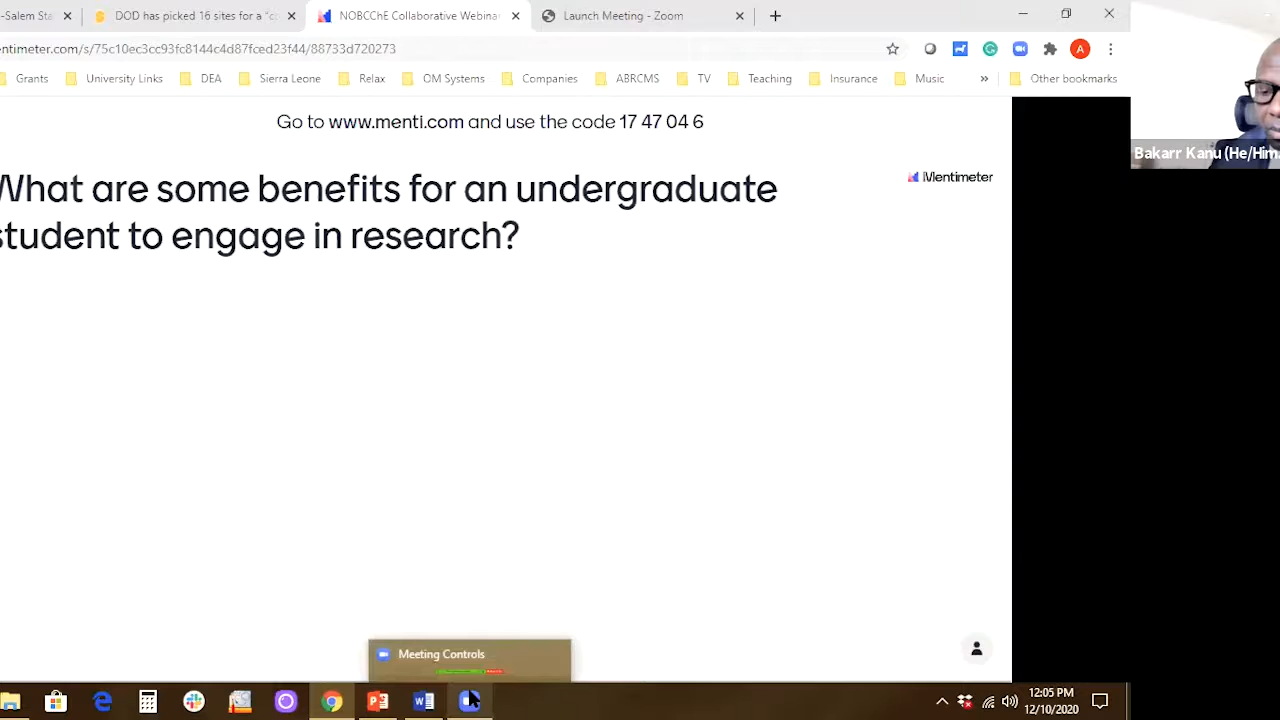 -Salem Sta
DOD has picked 16 sites for a "co
NOBCChE Collaborative Webina
Launch Meeting - Zoom
entimeter.com/s/75c10ec3cc93fc8144c4d87fced23f44/88733d720273
A
Grants
University Links
DEA
Sierra Leone
Relax
OM Systems
Companies
ABRCMS
TV
Teaching
Insurance
Music
»
Other bookmarks
Go to www.menti.com and use the code 17 47 04 6
Bakarr Kanu (He/Him
Mentimeter
What are some benefits for an undergraduate
student to engage in research?
Meeting Controls
12:05 PM
12/10/2020